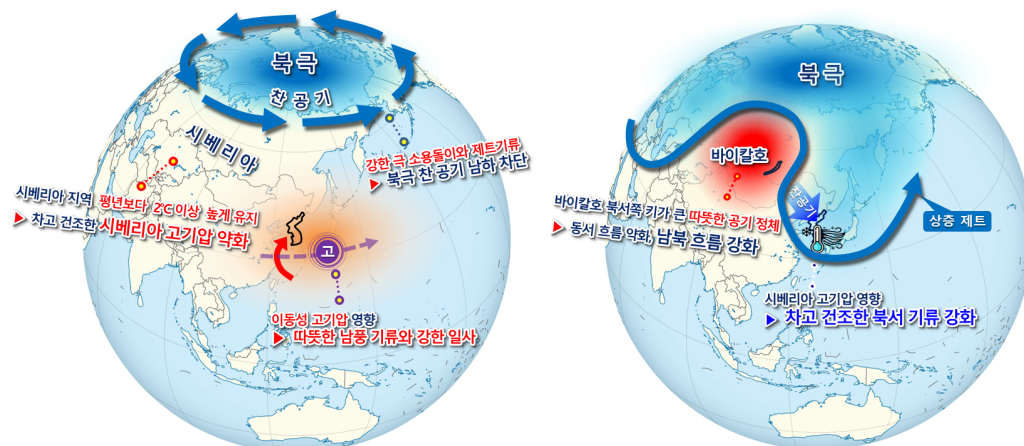 북극
찬공기
시베리아
강한 극 소용돌이와 제트기류
▶ 북극 찬 공기 남하 차단
시베리아 지역 평년보다 2℃ 이상 높게 유지
▶ 차고 건조한 시베리아 고기압 약화
고
이동성 고기압 영향
▶ 따뜻한 남풍 기류와 강한 일사
북극
바이칼호
찬공기
바이칼호 북서쪽 키가 큰 따뜻한 공기 정체
▶ 동서 흐름 약화, 남북 흐름 강화
상층 제트
시베리아 고기압 영향
▶ 차고 건조한 북서 기류 강화